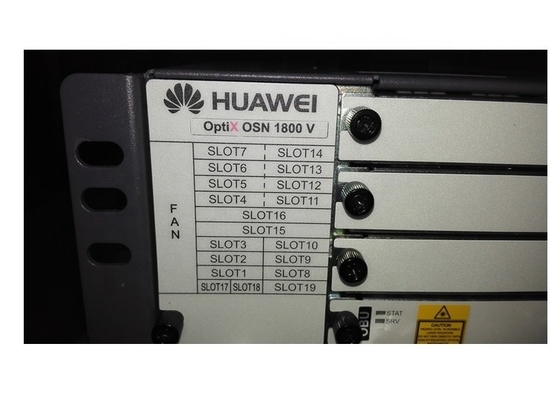 HUAWEI
OptiX OSN 1800 V
FAN
SLOT7 SLOT14
SLOT6 SLOT13
SLOT5 SLOT12
SLOT4 SLOT11
SLOT16
SLOT15
SLOT3 SLOT10
SLOT2 SLOT9
SLOT1 SLOT8
SLOT17 SLOT18 SLOT19
STAT
SRV
CAUTION